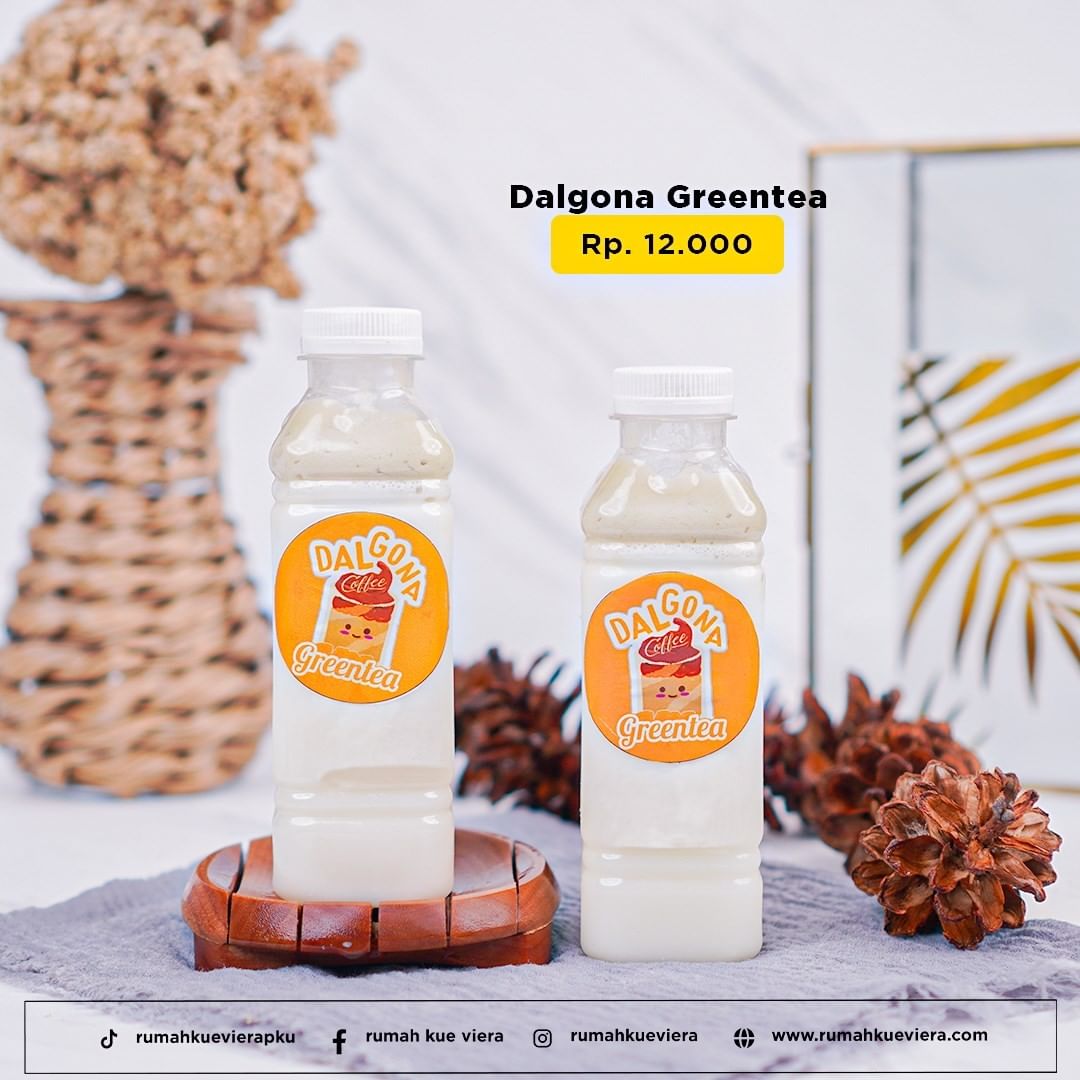 Dalgona Greentea
Rp. 12.000
DALGONA
Coffee
Greentea
DALGONA
Coffee
Greentea
rumahkuevierapku
rumah kue viera
rumahkueviera
www.rumahkueviera.com